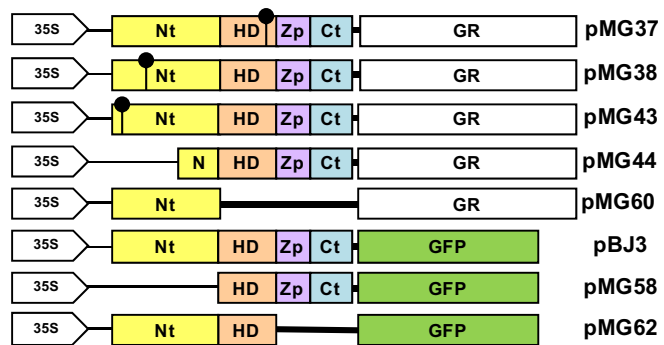 35S Nt HD Zp Ct GR pMG37
35S Nt HD Zp Ct GR pMG38
35S Nt HD Zp Ct GR pMG43
35S N HD Zp Ct GR pMG44
35S Nt GR pMG60
35S Nt HD Zp Ct GFP pBJ3
35S HD Zp Ct GFP pMG58
35S Nt HD GFP pMG62